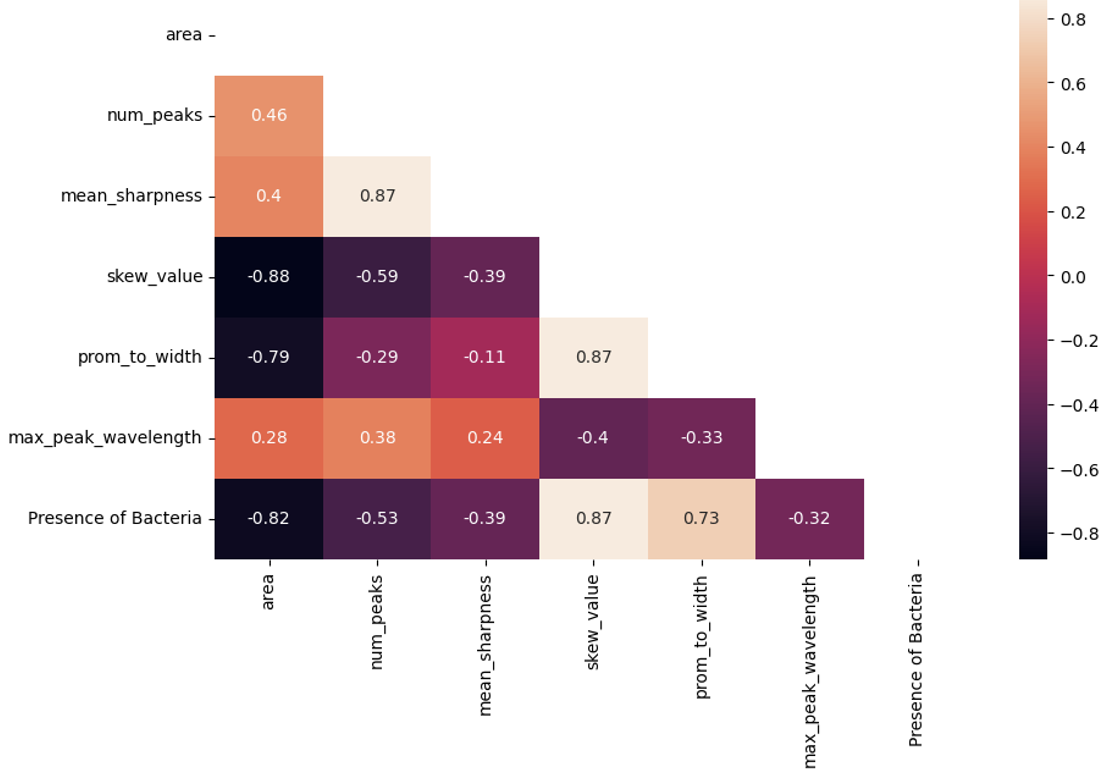 area
num_peaks
0.46
mean_sharpness
0.4 0.87
skew_value
-0.88 -0.59 -0.39
prom_to_width
-0.79 -0.29 -0.11 0.87
max_peak_wavelength
0.28 0.38 0.24 -0.4 -0.33
Presence of Bacteria
-0.82 -0.53 -0.39 0.87 0.73 -0.32
area
num_peaks
mean_sharpness
skew_value
prom_to_width
max_peak_wavelength
Presence of Bacteria
0.8
0.6
0.4
0.2
0.0
−0.2
−0.4
−0.6
−0.8